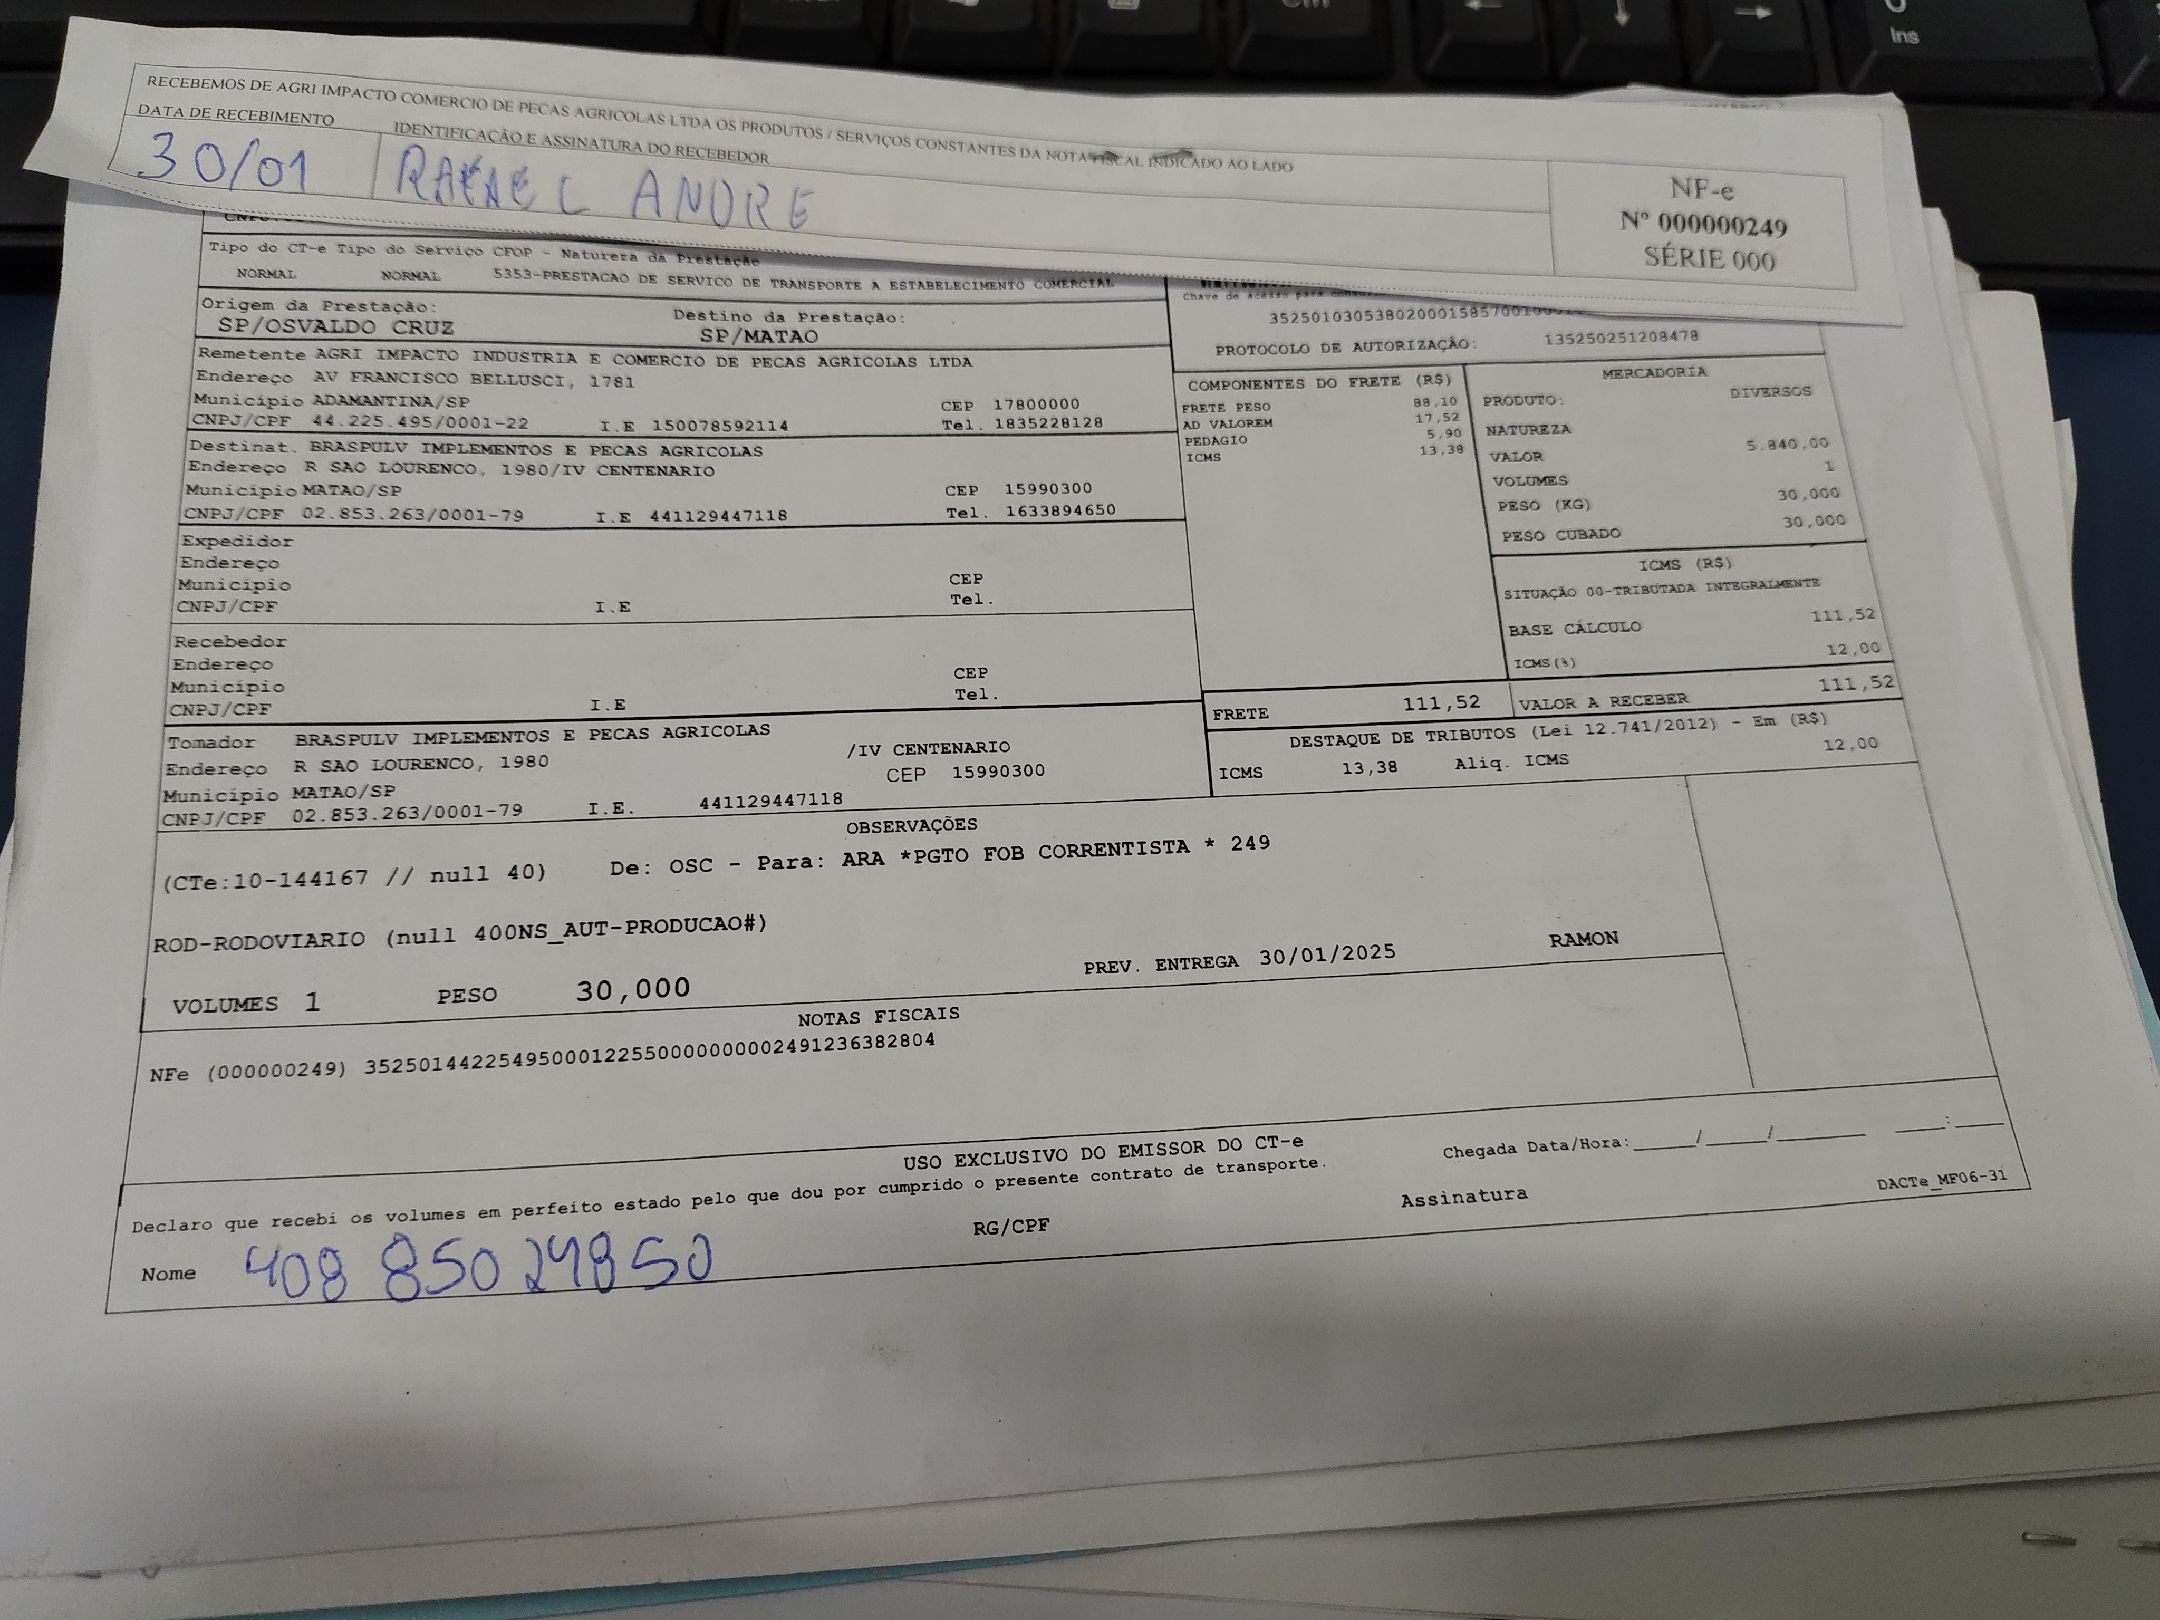 Ins
RECEBEMOS DE AGRI IMPACTO COMERCIO DE PECAS AGRICOLAS LTDA OS PRODUTOS / SERVIÇOS CONSTANTES DA NOTA FISCAL INDICADO AO LADO
DATA DE RECEBIMENTO IDENTIFICAÇÃO E ASSINATURA DO RECEBEDOR
30/01 RAFAEL ANDRE
NF-e
Nº 000000249
SÉRIE 000
Tipo do CT-e Tipo do Serviço CFOP - Natureza da Prestação
NORMAL NORMAL 5353-PRESTACAO DE SERVICO DE TRANSPORTE A ESTABELECIMENTO COMERCIAL
Origem da Prestação: Destino da Prestação:
SP/OSVALDO CRUZ SP/MATAO
Remetente AGRI IMPACTO INDUSTRIA E COMERCIO DE PECAS AGRICOLAS LTDA
Endereço AV FRANCISCO BELLUSCI, 1781
Município ADAMANTINA/SP CEP 17800000
CNPJ/CPF 44.225.495/0001-22 I.E 150078592114 Tel. 1835228128
Destinat. BRASPULV IMPLEMENTOS E PECAS AGRICOLAS
Endereço R SAO LOURENCO, 1980/IV CENTENARIO
Município MATAO/SP CEP 15990300
CNPJ/CPF 02.853.263/0001-79 I.E 441129447118 Tel. 1633894650
Expedidor
Endereço
Município CEP
CNPJ/CPF I.E Tel.
Recebedor
Endereço CEP
Município Tel.
CNPJ/CPF I.E
Tomador BRASPULV IMPLEMENTOS E PECAS AGRICOLAS
Endereço R SAO LOURENCO, 1980 /IV CENTENARIO
Município MATAO/SP CEP 15990300
CNPJ/CPF 02.853.263/0001-79 I.E. 441129447118
Chave de acesso para
PROTOCOLO DE AUTORIZAÇÃO: 135250251208478
COMPONENTES DO FRETE (R$)
FRETE PESO 88,10
AD VALOREM 17,52
PEDAGIO 5,90
ICMS 13,38
MERCADORIA
PRODUTO: DIVERSOS
NATUREZA
VALOR 5.840,00
VOLUMES 1
PESO (KG) 30,000
PESO CUBADO 30,000
ICMS (R$)
SITUAÇÃO 00-TRIBUTADA INTEGRALMENTE
BASE CÁLCULO 111,52
ICMS(%) 12,00
FRETE 111,52 VALOR A RECEBER 111,52
DESTAQUE DE TRIBUTOS (Lei 12.741/2012) - Em (R$)
ICMS 13,38 Aliq. ICMS 12,00
OBSERVAÇÕES
(CTe:10-144167 // null 40) De: OSC - Para: ARA *PGTO FOB CORRENTISTA * 249
ROD-RODOVIARIO (null 400NS_AUT-PRODUCAO#)
VOLUMES 1 PESO 30,000 PREV. ENTREGA 30/01/2025 RAMON
NOTAS FISCAIS
NFe (000000249) 35250144225495000122550000000002491236382804
USO EXCLUSIVO DO EMISSOR DO CT-e
Declaro que recebi os volumes em perfeito estado pelo que dou por cumprido o presente contrato de transporte.
Chegada Data/Hora:____/____/______ ___:___
Nome 408 850 24850 RG/CPF Assinatura
DACTe_MF06-31